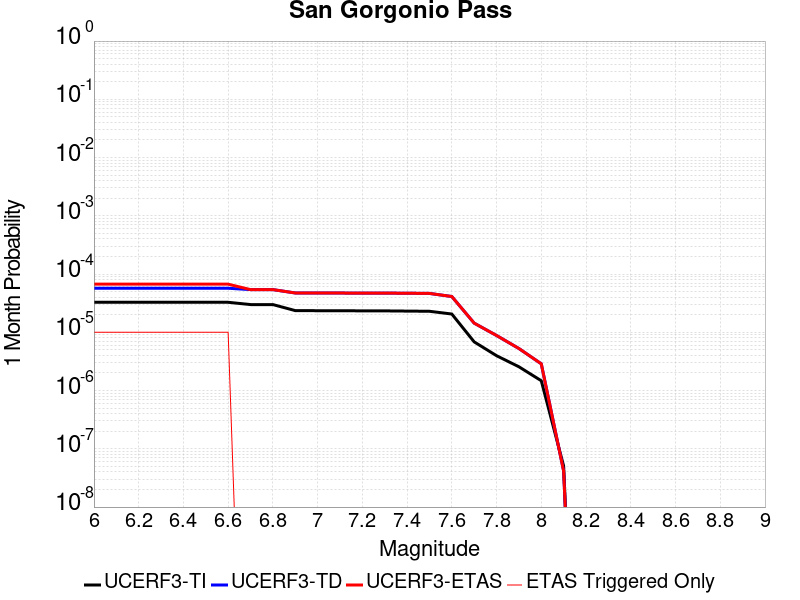 San Gorgonio Pass
1 Month Probability
10^0
10^-1
10^-2
10^-3
10^-4
10^-5
10^-6
10^-7
10^-8
6 6.2 6.4 6.6 6.8 7 7.2 7.4 7.6 7.8 8 8.2 8.4 8.6 8.8 9
Magnitude
UCERF3-TI UCERF3-TD UCERF3-ETAS ETAS Triggered Only